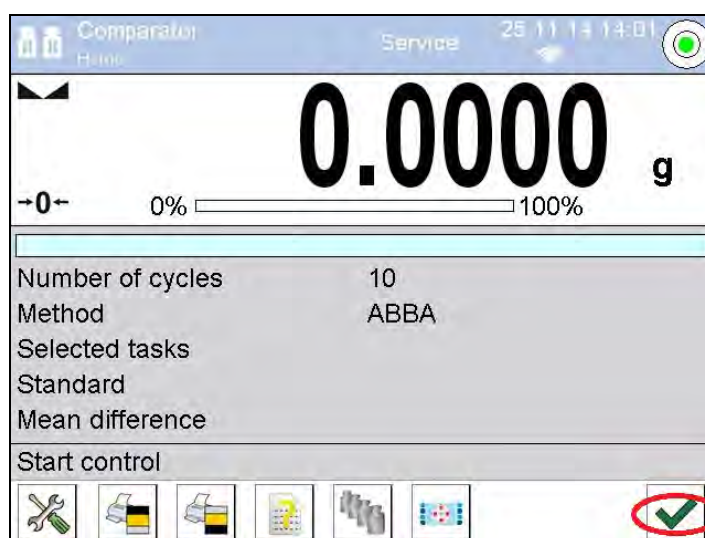 Comparator
Home
Service
25 11 14 14:01
0.0000 g
→0←
0% 100%
Number of cycles 10
Method ABBA
Selected tasks
Standard
Mean difference
Start control